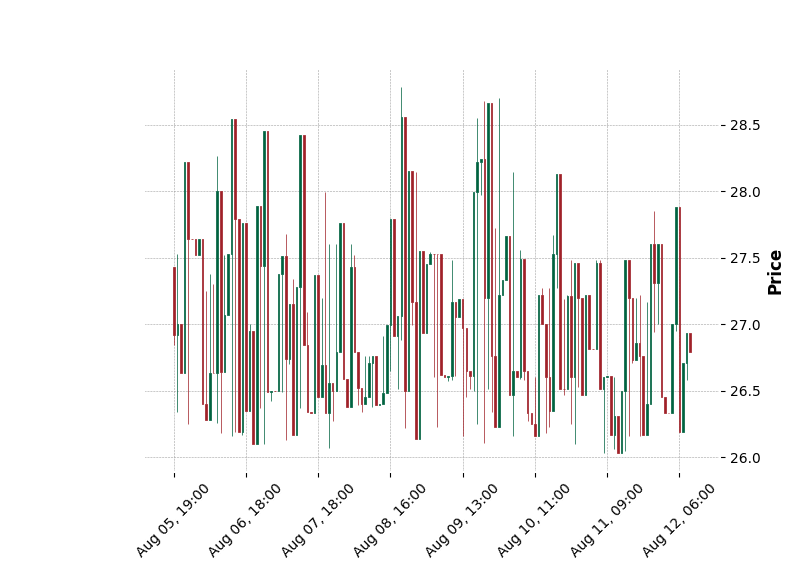 28.5
28.0
27.5
27.0
26.5
26.0
Price
Aug 05, 19:00
Aug 06, 18:00
Aug 07, 18:00
Aug 08, 16:00
Aug 09, 13:00
Aug 10, 11:00
Aug 11, 09:00
Aug 12, 06:00